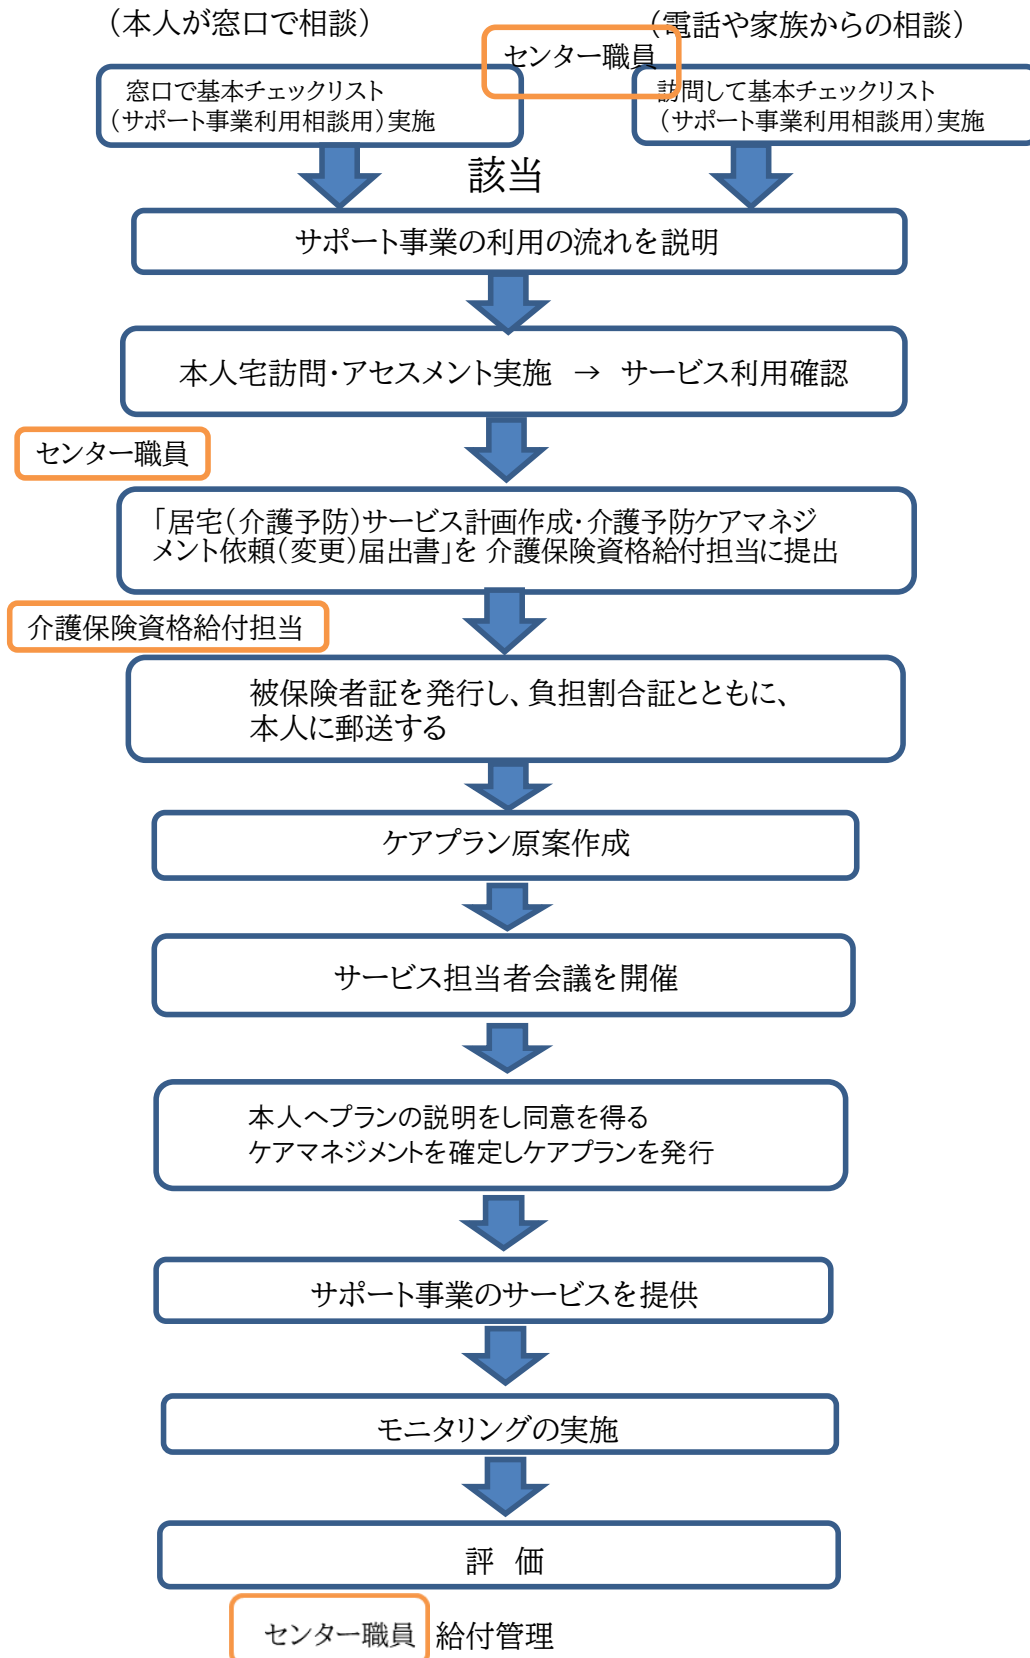 （本人が窓口で相談）
（電話や家族からの相談）
センター職員
窓口で基本チェックリスト
（サポート事業利用相談用）実施
訪問して基本チェックリスト
（サポート事業利用相談用）実施
該当
サポート事業の利用の流れを説明
本人宅訪問・アセスメント実施　→　サービス利用確認
センター職員
「居宅（介護予防）サービス計画作成・介護予防ケアマネジ
メント依頼（変更）届出書」を 介護保険資格給付担当に提出
介護保険資格給付担当
被保険者証を発行し、負担割合証とともに、
本人に郵送する
ケアプラン原案作成
サービス担当者会議を開催
本人へプランの説明をし同意を得る
ケアマネジメントを確定しケアプランを発行
サポート事業のサービスを提供
モニタリングの実施
評　価
センター職員 給付管理